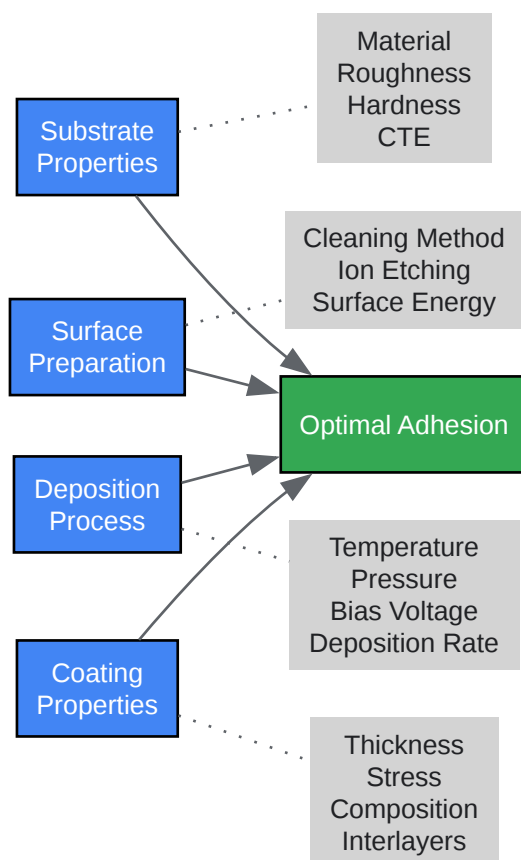 Material
Roughness
Hardness
CTE
Substrate
Properties
Cleaning Method
Ion Etching
Surface Energy
Surface
Preparation
Optimal Adhesion
Deposition
Process
Temperature
Pressure
Bias Voltage
Deposition Rate
Coating
Properties
Thickness
Stress
Composition
Interlayers